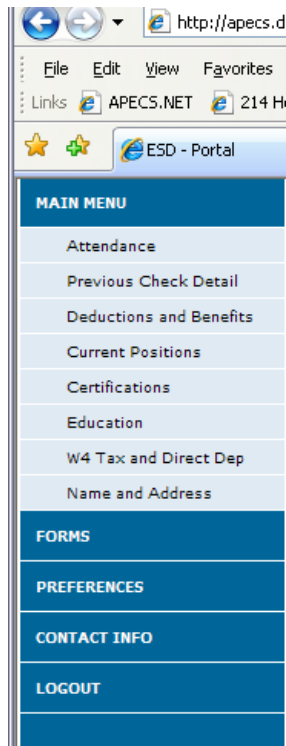 http://apecs.d
File Edit View Favorites
Links APECS.NET 214 H
ESD - Portal
MAIN MENU
Attendance
Previous Check Detail
Deductions and Benefits
Current Positions
Certifications
Education
W4 Tax and Direct Dep
Name and Address
FORMS
PREFERENCES
CONTACT INFO
LOGOUT